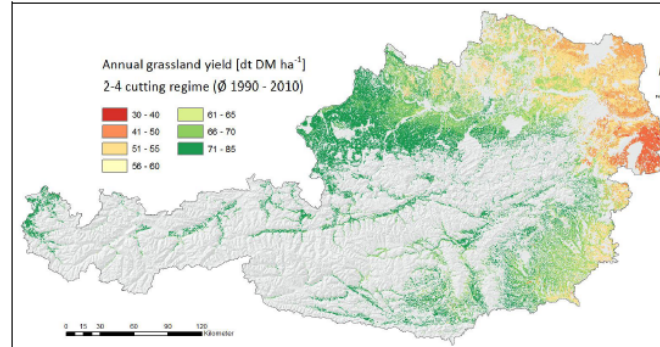 Annual grassland yield [dt DM ha⁻¹]
2-4 cutting regime (Ø 1990 - 2010)
30 - 40
61 - 65
41 - 50
66 - 70
51 - 55
71 - 85
56 - 60
0 15 30 60 90 120
Kilometer